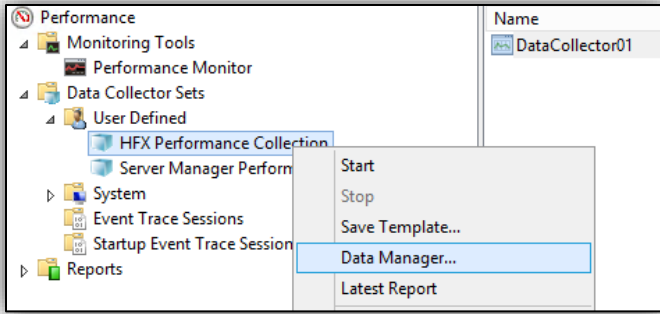 Performance
Monitoring Tools
Performance Monitor
Data Collector Sets
User Defined
HFX Performance Collection
Server Manager Perform
System
Event Trace Sessions
Startup Event Trace Session
Reports
Start
Stop
Save Template...
Data Manager...
Latest Report
Name
DataCollector01